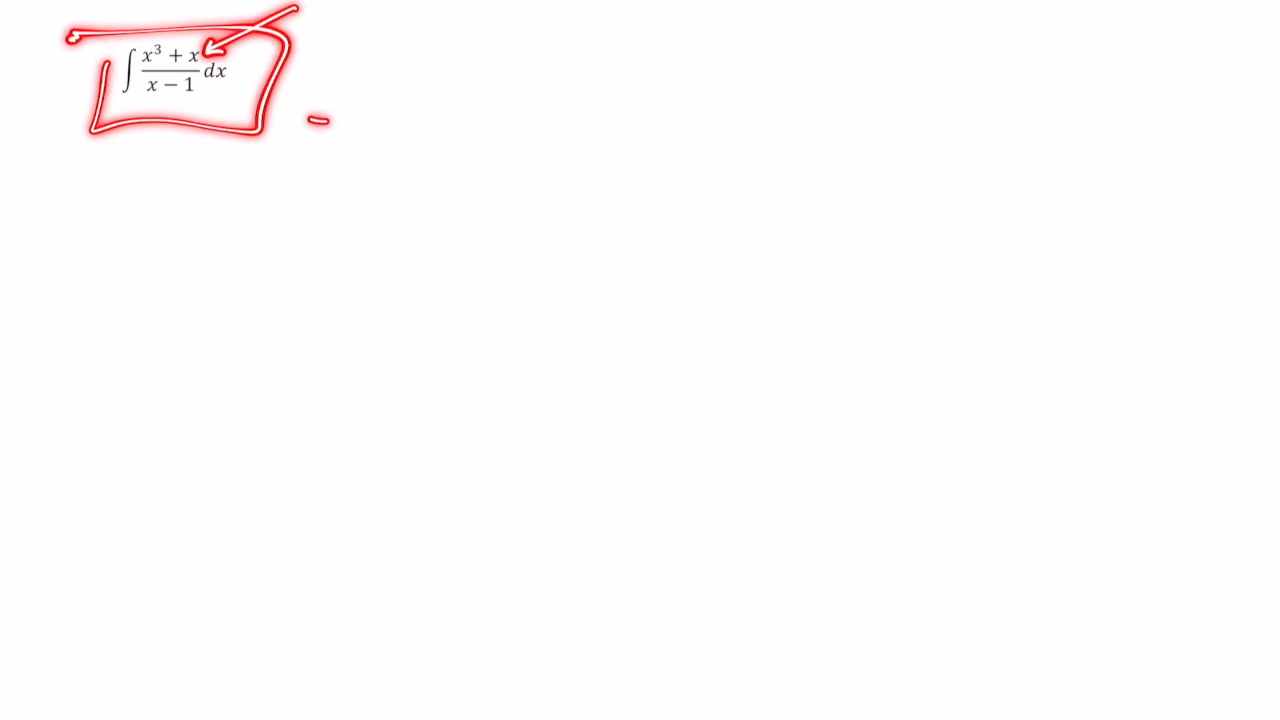 ∫ (x³ + x)/(x − 1) dx